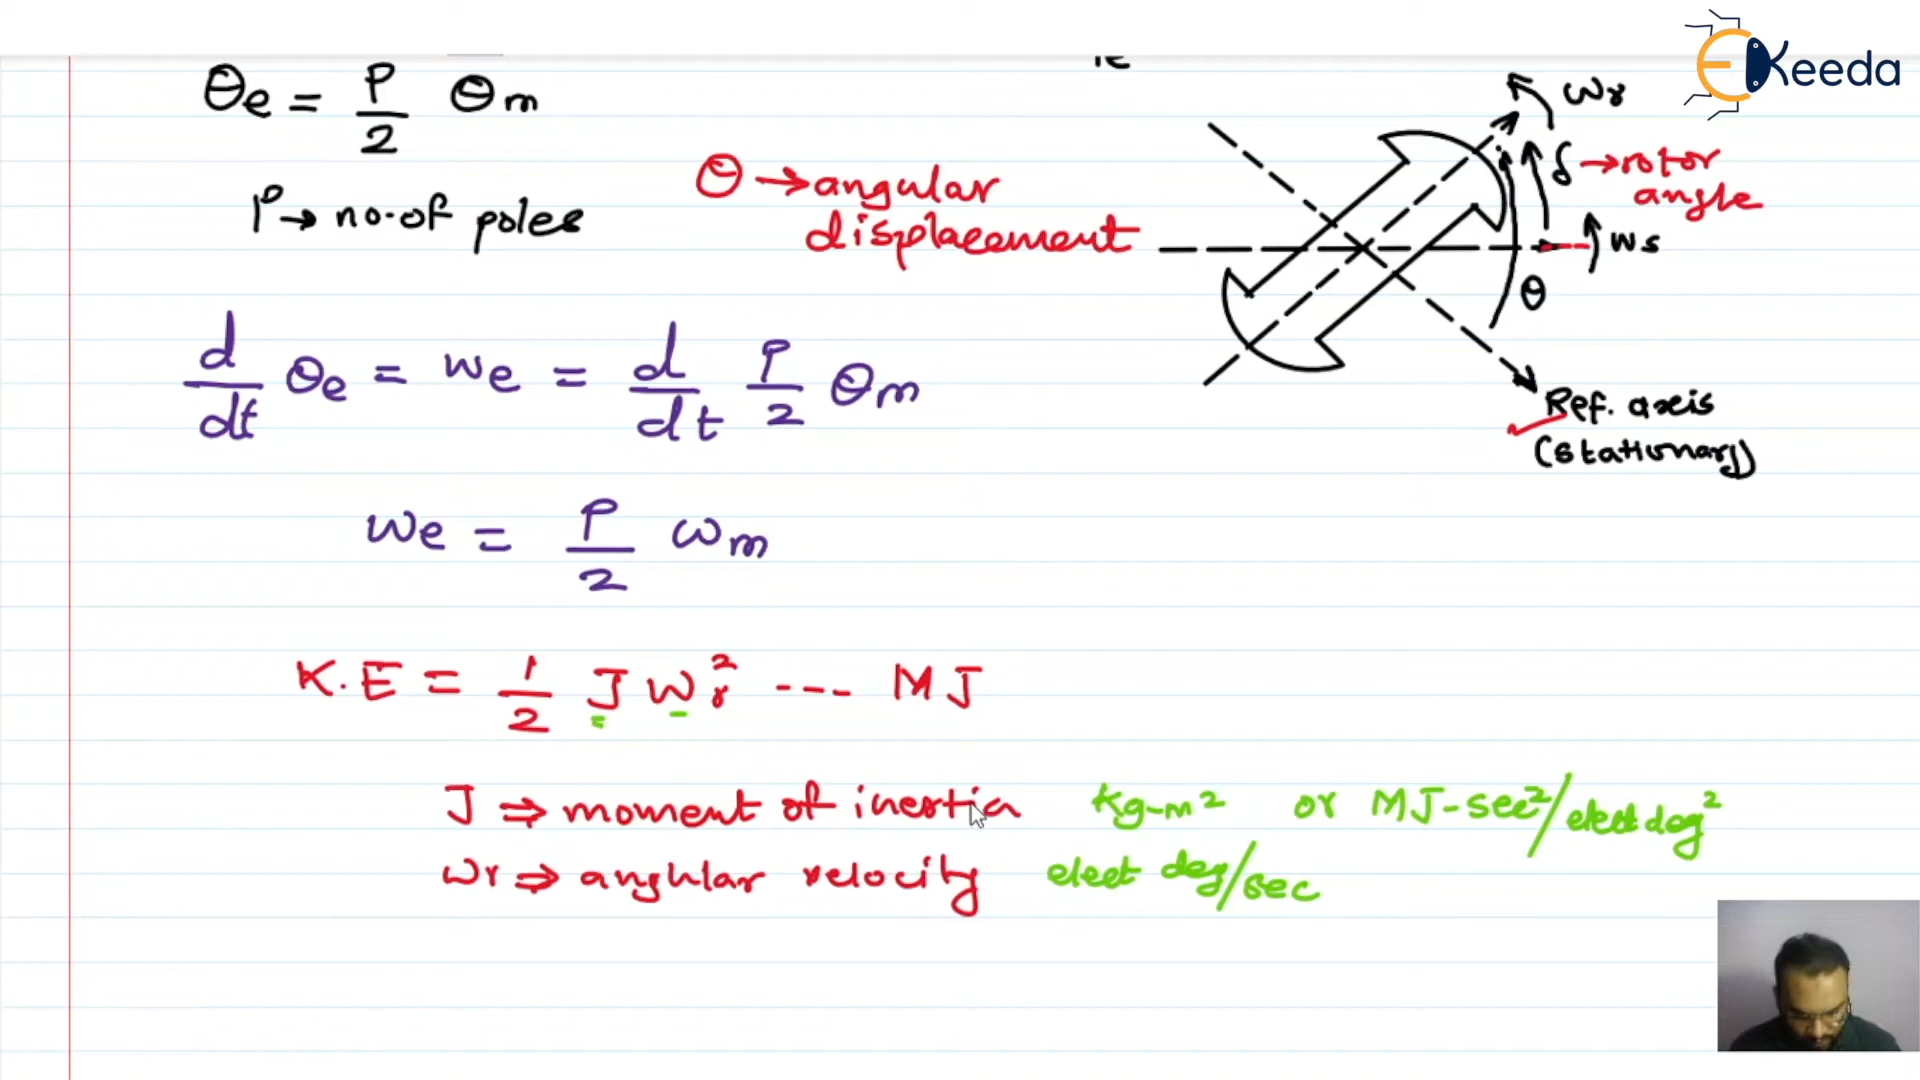 EKeeda
θe = P/2 θm
P → no. of poles
θ → angular
displacement
ωr
δ → rotor
angle
ωs
θ
Ref. axis
(stationary)
d/dt θe = we = d/dt P/2 θm
we = P/2 ωm
K.E = 1/2 J ωr² --- MJ
J ⇒ moment of inertia Kg-m² or MJ-sec²/elect deg²
ωr ⇒ angular velocity elect deg/sec